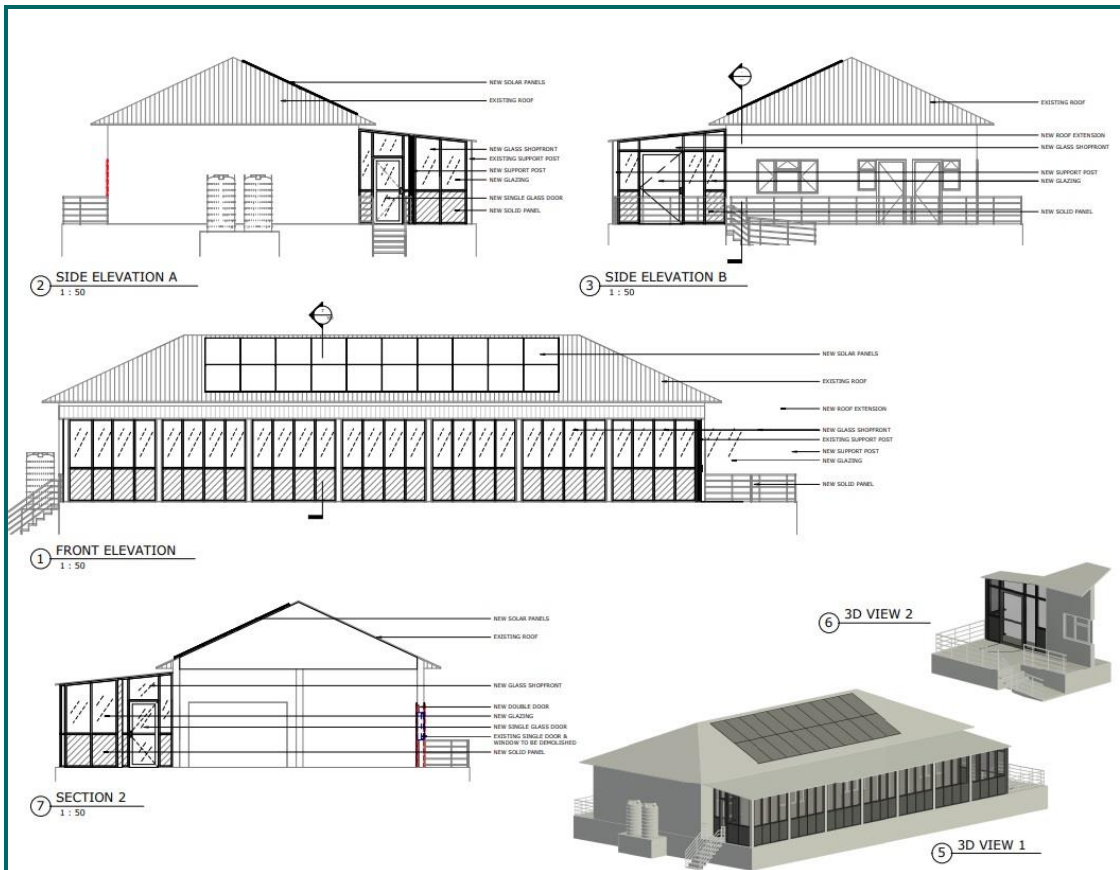 NEW SOLAR PANELS
EXISTING ROOF
NEW GLASS SHOPFRONT
EXISTING SUPPORT POST
NEW SUPPORT POST
NEW GLAZING
NEW SINGLE GLASS DOOR
NEW SOLID PANEL
2 SIDE ELEVATION A
1 : 50
EXISTING ROOF
NEW ROOF EXTENSION
NEW GLASS SHOPFRONT
NEW SUPPORT POST
NEW GLAZING
NEW SOLID PANEL
3 SIDE ELEVATION B
1 : 50
NEW SOLAR PANELS
EXISTING ROOF
NEW ROOF EXTENSION
NEW GLASS SHOPFRONT
EXISTING SUPPORT POST
NEW SUPPORT POST
NEW GLAZING
NEW SOLID PANEL
1 FRONT ELEVATION
1 : 50
NEW SOLAR PANELS
EXISTING ROOF
NEW GLASS SHOPFRONT
NEW DOUBLE DOOR
NEW GLAZING
NEW SINGLE GLASS DOOR
EXISTING SINGLE DOOR &
WINDOW TO BE DEMOLISHED
NEW SOLID PANEL
7 SECTION 2
1 : 50
6 3D VIEW 2
5 3D VIEW 1